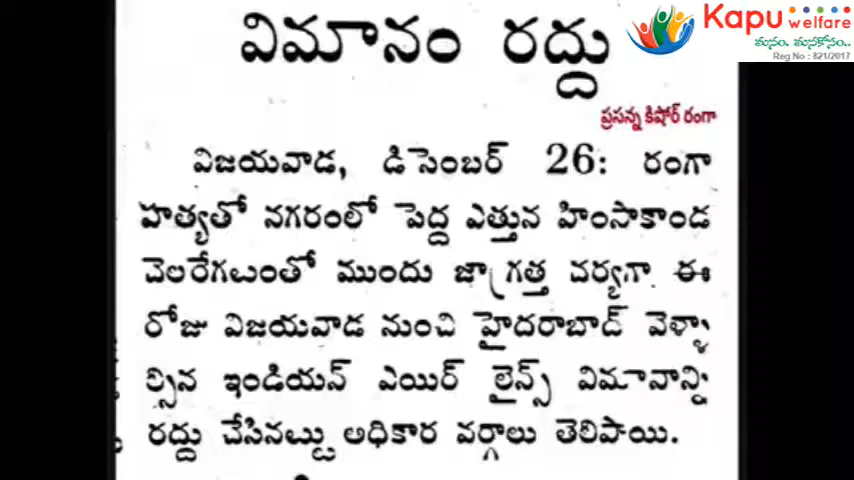 Kapu welfare
మనం. మనకోసం..
Reg No : 821/2017
విమానం రద్దు
ప్రసన్న కిషోర్ రంగా
విజయవాడ, డిసెంబర్ 26: రంగా
హత్యతో నగరంలో పెద్ద ఎత్తున హింసాకాండ
చెలరేగటంతో ముందు జాగ్రత్త చర్యగా ఈ
రోజు విజయవాడ నుంచి హైదరాబాద్ వెళ్ళా
ల్సిన ఇండియన్ ఎయిర్ లైన్స్ విమానాన్ని
రద్దు చేసినట్టు అధికార వర్గాలు తెలిపాయి.